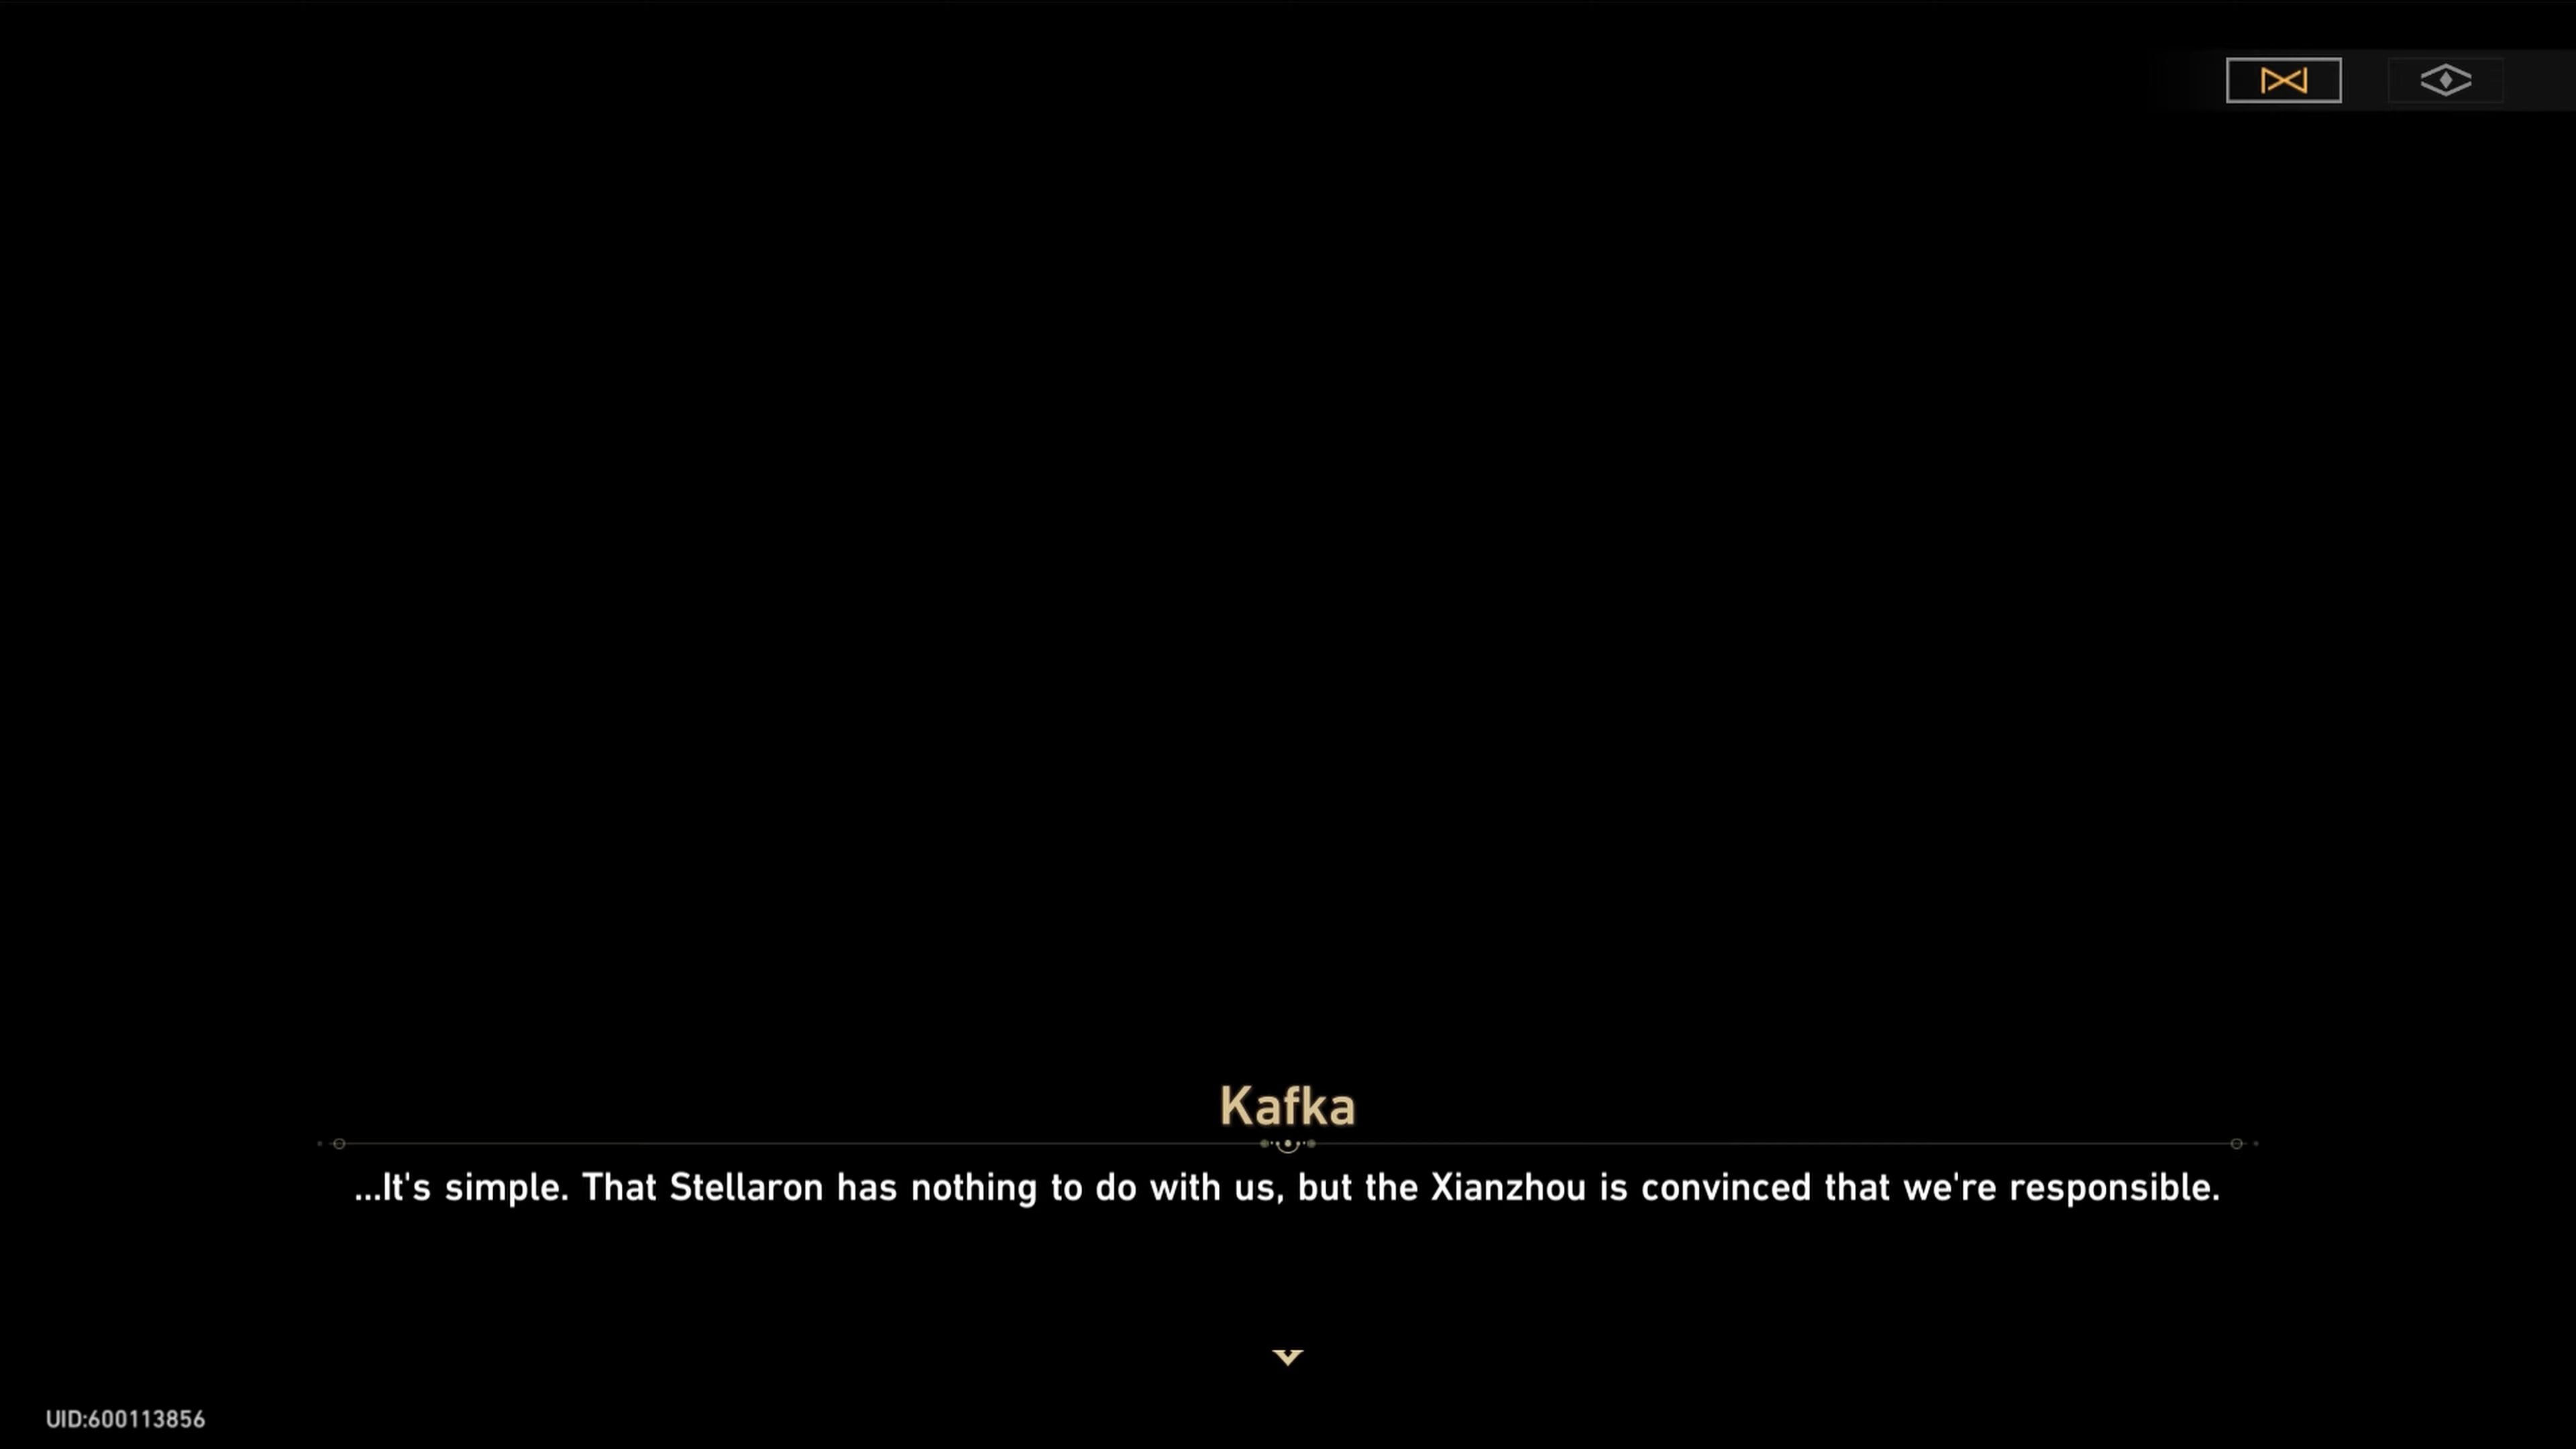 Kafka
...It's simple. That Stellaron has nothing to do with us, but the Xianzhou is convinced that we're responsible.
UID:600113856